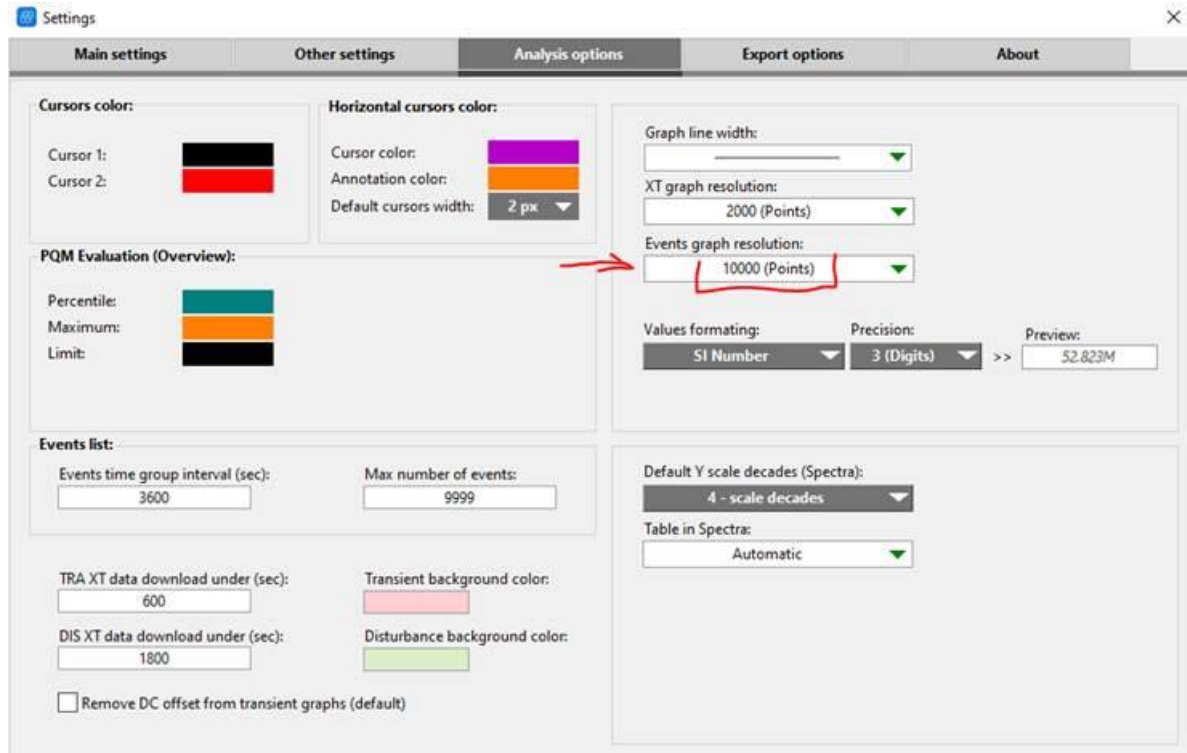 Settings
Main settings Other settings Analysis options Export options About
Cursors color:
Cursor 1:
Cursor 2:
Horizontal cursors color:
Cursor color:
Annotation color:
Default cursors width: 2 px
PQM Evaluation (Overview):
Percentile:
Maximum:
Limit:
Graph line width:
XT graph resolution:
2000 (Points)
Events graph resolution:
10000 (Points)
Values formating: Precision: Preview:
SI Number 3 (Digits) >> 52.823M
Events list:
Events time group interval (sec): Max number of events:
3600 9999
TRA XT data download under (sec): Transient background color:
600
DIS XT data download under (sec): Disturbance background color:
1800
Remove DC offset from transient graphs (default)
Default Y scale decades (Spectra):
4 - scale decades
Table in Spectra:
Automatic